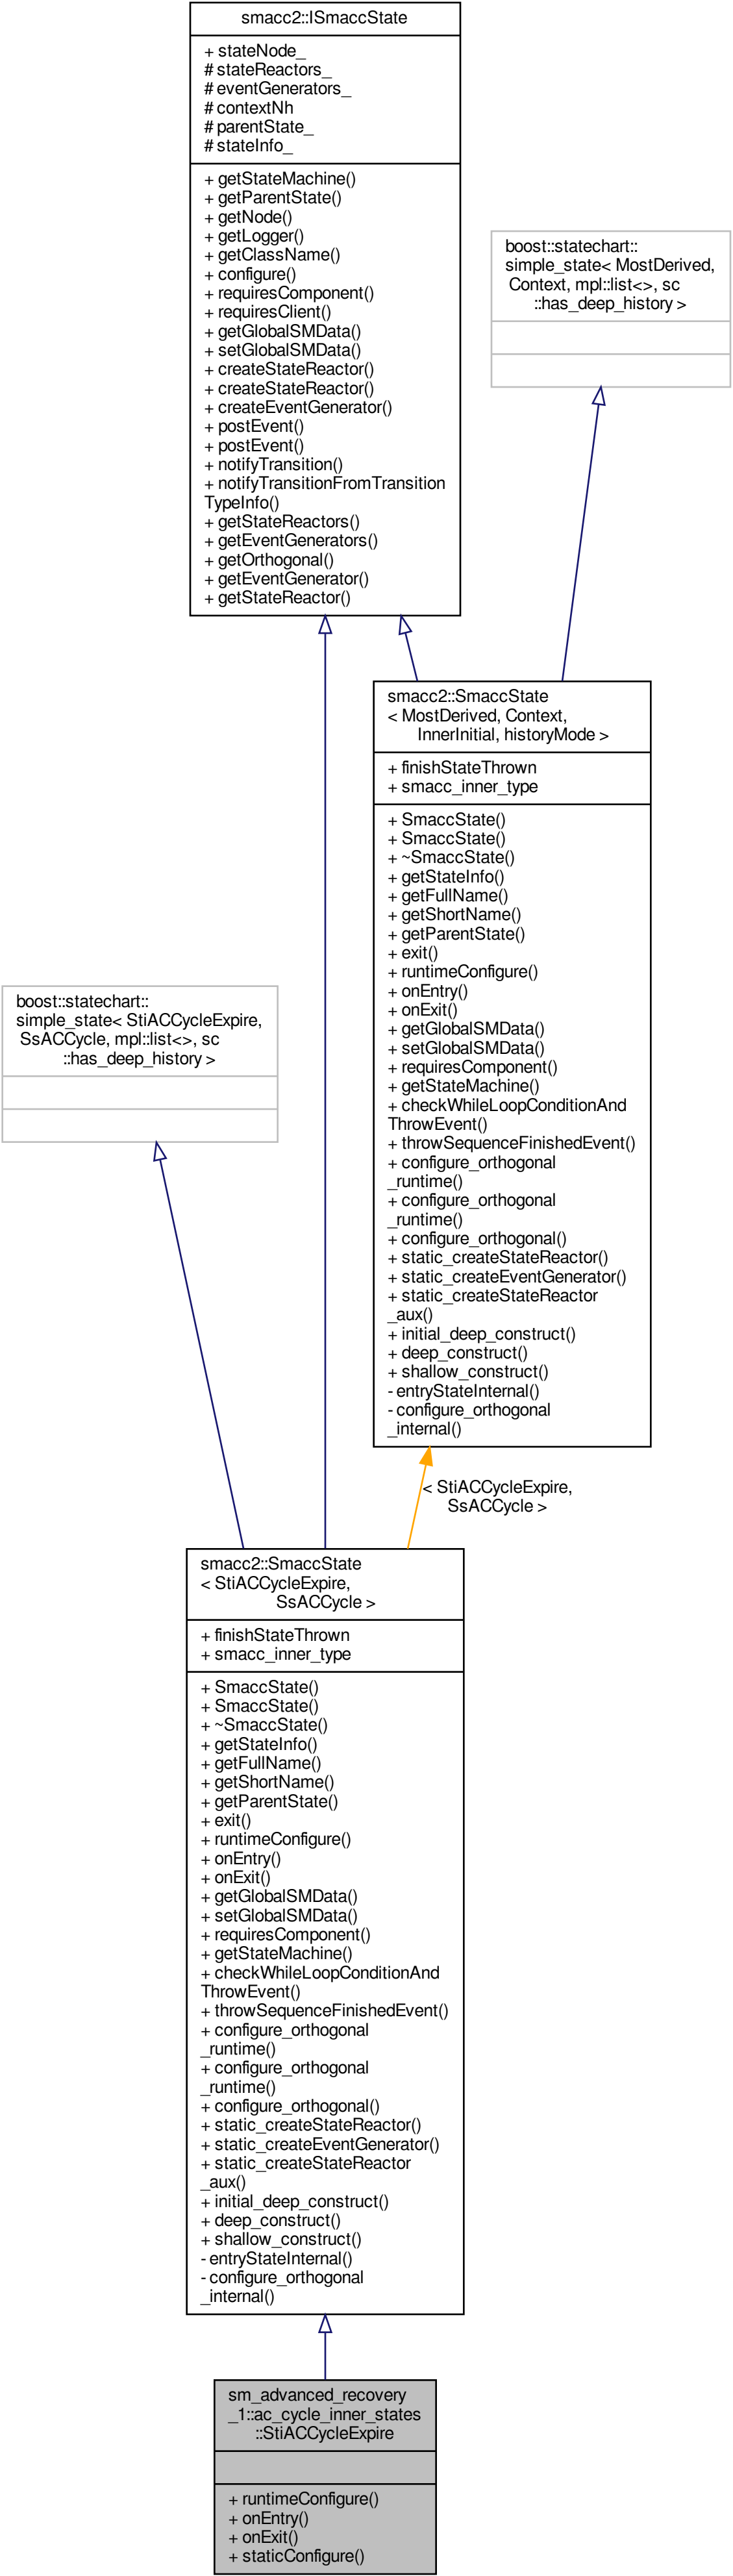 smacc2::ISmaccState
+ stateNode_
# stateReactors_
# eventGenerators_
# contextNh
# parentState_
# stateInfo_
+ getStateMachine()
+ getParentState()
+ getNode()
+ getLogger()
+ getClassName()
+ configure()
+ requiresComponent()
+ requiresClient()
+ getGlobalSMData()
+ setGlobalSMData()
+ createStateReactor()
+ createStateReactor()
+ createEventGenerator()
+ postEvent()
+ postEvent()
+ notifyTransition()
+ notifyTransitionFromTransition
TypeInfo()
+ getStateReactors()
+ getEventGenerators()
+ getOrthogonal()
+ getEventGenerator()
+ getStateReactor()
boost::statechart::
simple_state< MostDerived,
Context, mpl::list<>, sc
::has_deep_history >
smacc2::SmaccState
< MostDerived, Context,
InnerInitial, historyMode >
+ finishStateThrown
+ smacc_inner_type
+ SmaccState()
+ SmaccState()
+ ~SmaccState()
+ getStateInfo()
+ getFullName()
+ getShortName()
+ getParentState()
+ exit()
+ runtimeConfigure()
+ onEntry()
+ onExit()
+ getGlobalSMData()
+ setGlobalSMData()
+ requiresComponent()
+ getStateMachine()
+ checkWhileLoopConditionAnd
ThrowEvent()
+ throwSequenceFinishedEvent()
+ configure_orthogonal
_runtime()
+ configure_orthogonal
_runtime()
+ configure_orthogonal()
+ static_createStateReactor()
+ static_createEventGenerator()
+ static_createStateReactor
_aux()
+ initial_deep_construct()
+ deep_construct()
+ shallow_construct()
- entryStateInternal()
- configure_orthogonal
_internal()
boost::statechart::
simple_state< StiACCycleExpire,
SsACCycle, mpl::list<>, sc
::has_deep_history >
< StiACCycleExpire,
SsACCycle >
smacc2::SmaccState
< StiACCycleExpire,
SsACCycle >
+ finishStateThrown
+ smacc_inner_type
+ SmaccState()
+ SmaccState()
+ ~SmaccState()
+ getStateInfo()
+ getFullName()
+ getShortName()
+ getParentState()
+ exit()
+ runtimeConfigure()
+ onEntry()
+ onExit()
+ getGlobalSMData()
+ setGlobalSMData()
+ requiresComponent()
+ getStateMachine()
+ checkWhileLoopConditionAnd
ThrowEvent()
+ throwSequenceFinishedEvent()
+ configure_orthogonal
_runtime()
+ configure_orthogonal
_runtime()
+ configure_orthogonal()
+ static_createStateReactor()
+ static_createEventGenerator()
+ static_createStateReactor
_aux()
+ initial_deep_construct()
+ deep_construct()
+ shallow_construct()
- entryStateInternal()
- configure_orthogonal
_internal()
sm_advanced_recovery
_1::ac_cycle_inner_states
::StiACCycleExpire
+ runtimeConfigure()
+ onEntry()
+ onExit()
+ staticConfigure()